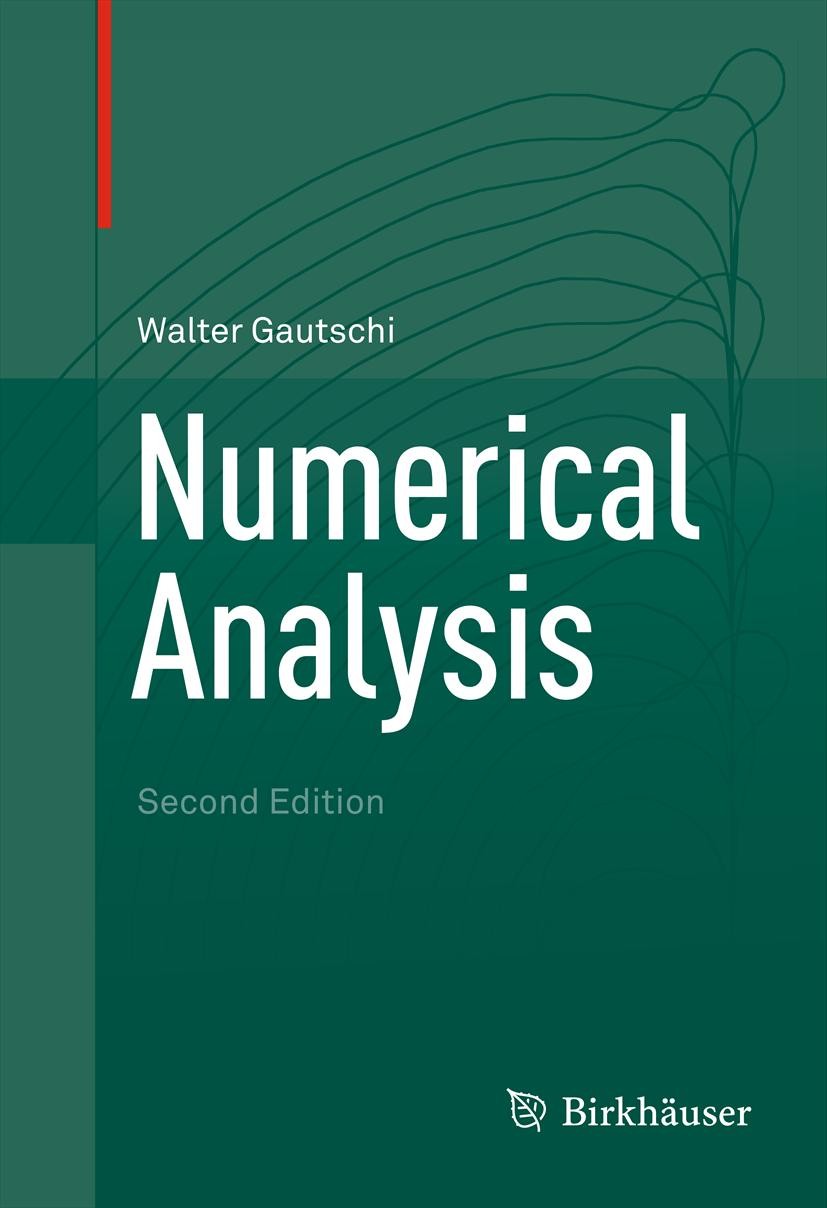 Walter Gautschi
Numerical
Analysis
Second Edition
Birkhäuser